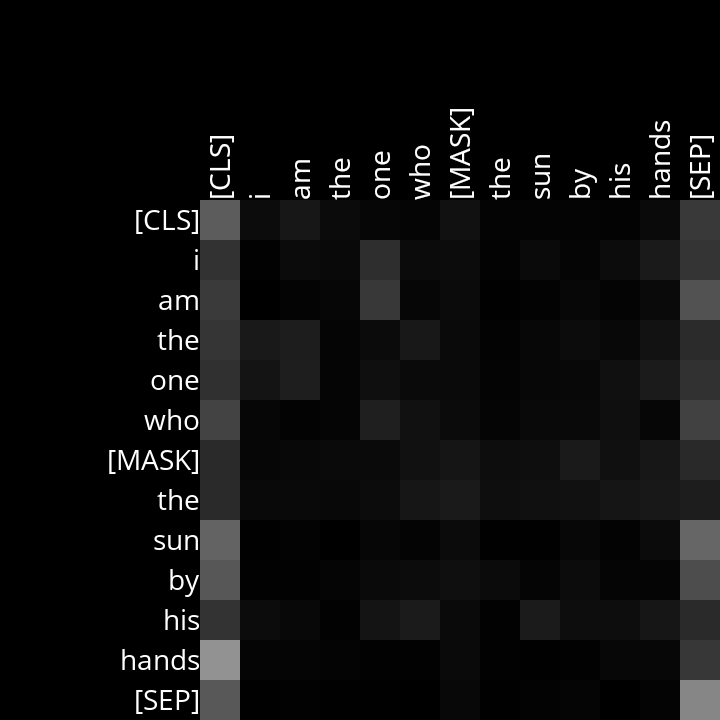 [CLS] i am the one who [MASK] the sun by his hands [SEP]
[CLS]
i
am
the
one
who
[MASK]
the
sun
by
his
hands
[SEP]